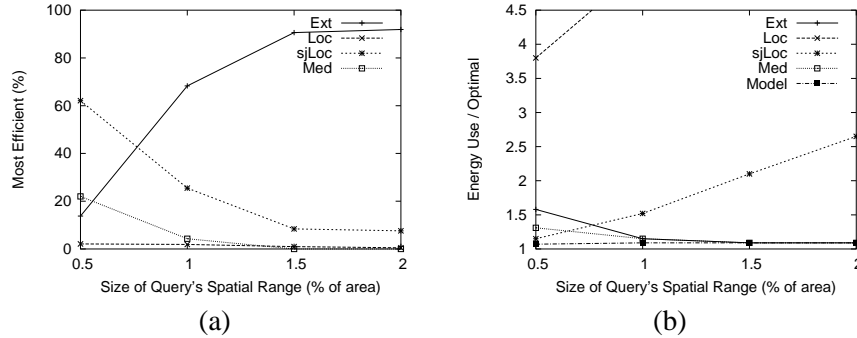 Most Efficient (%)
100
80
60
40
20
0
0.5
1
1.5
2
Size of Query's Spatial Range (% of area)
Ext
Loc
sjLoc
Med
(a)
Energy Use / Optimal
4.5
4
3.5
3
2.5
2
1.5
1
0.5
1
1.5
2
Size of Query's Spatial Range (% of area)
Ext
Loc
sjLoc
Med
Model
(b)